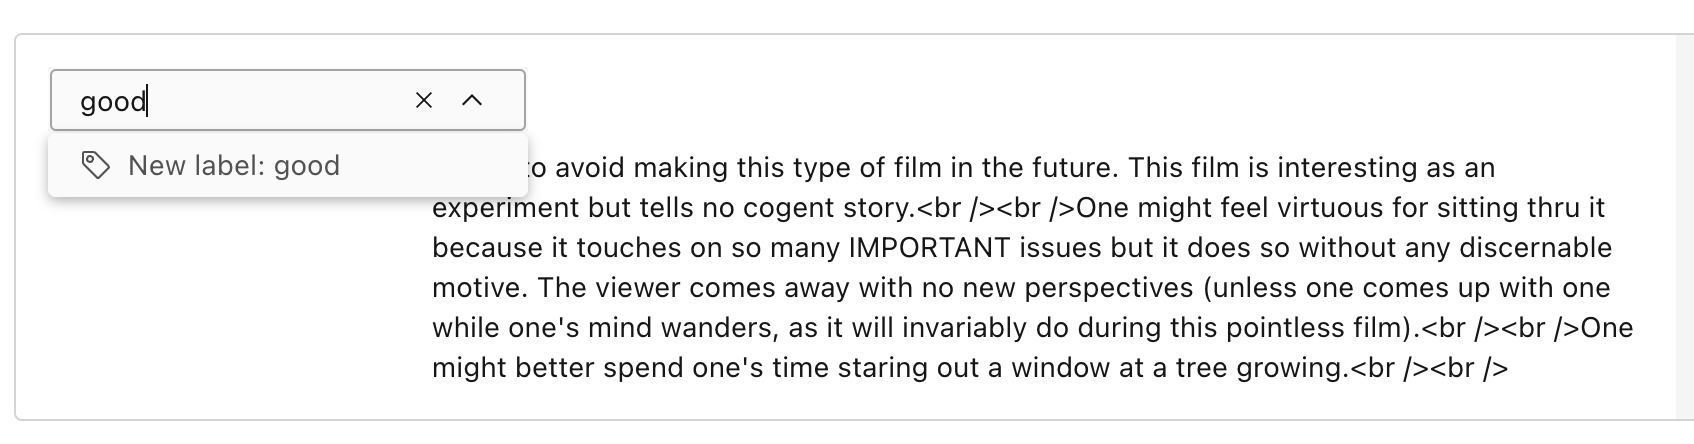 good
New label: good
to avoid making this type of film in the future. This film is interesting as an
experiment but tells no cogent story.<br /><br />One might feel virtuous for sitting thru it
because it touches on so many IMPORTANT issues but it does so without any discernable
motive. The viewer comes away with no new perspectives (unless one comes up with one
while one's mind wanders, as it will invariably do during this pointless film).<br /><br />One
might better spend one's time staring out a window at a tree growing.<br /><br />